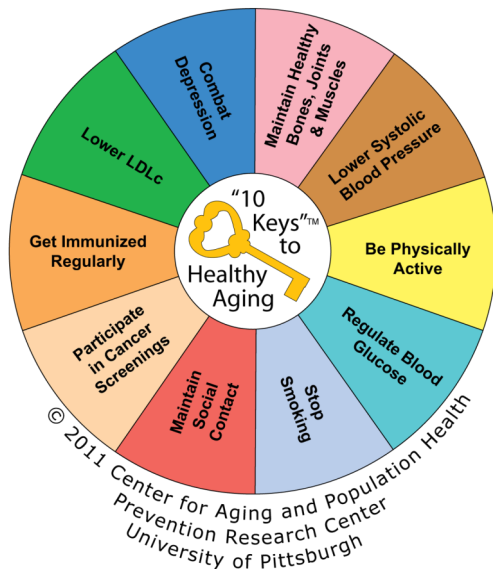 "10
Keys"™
to
Healthy
Aging
Maintain Healthy
Bones, Joints
& Muscles
Lower Systolic
Blood Pressure
Be Physically
Active
Regulate Blood
Glucose
Stop
Smoking
Maintain
Social
Contact
Participate
in Cancer
Screenings
Get Immunized
Regularly
Lower LDLc
Combat
Depression
© 2011 Center for Aging and Population Health
Prevention Research Center
University of Pittsburgh